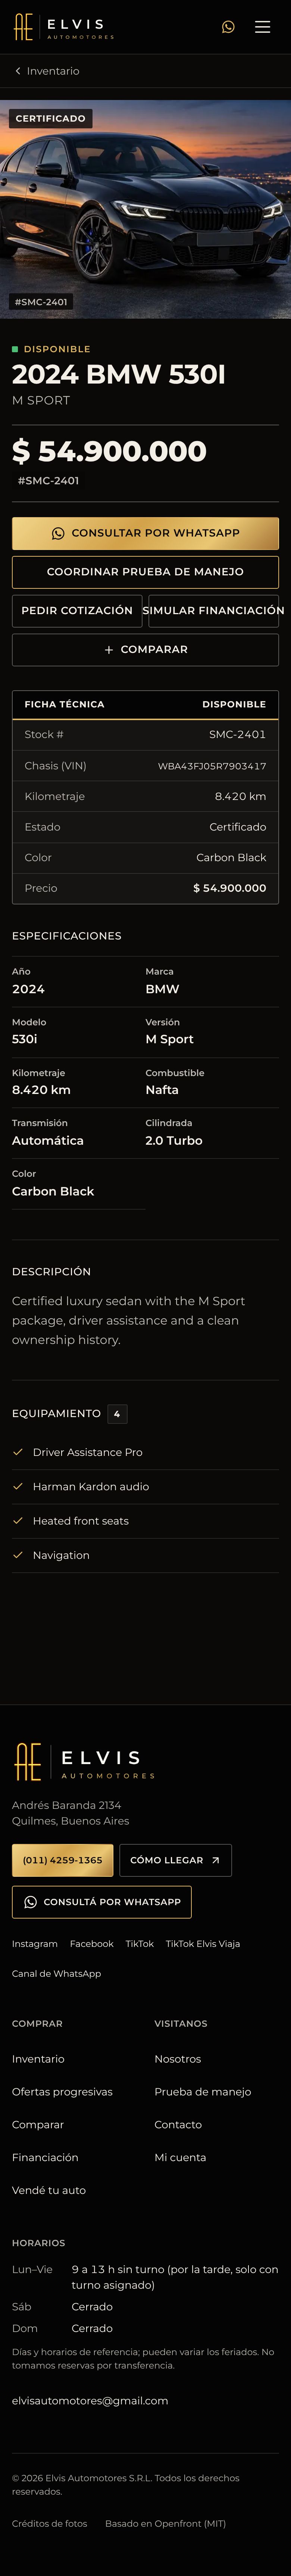 AE ELVIS
AUTOMOTORES
Inventario
CERTIFICADO
#SMC-2401
DISPONIBLE
2024 BMW 530I
M SPORT
$ 54.900.000
#SMC-2401
CONSULTAR POR WHATSAPP
COORDINAR PRUEBA DE MANEJO
PEDIR COTIZACIÓN SIMULAR FINANCIACIÓN
COMPARAR
FICHA TÉCNICA DISPONIBLE
Stock # SMC-2401
Chasis (VIN) WBA43FJ05R7903417
Kilometraje 8.420 km
Estado Certificado
Color Carbon Black
Precio $ 54.900.000
ESPECIFICACIONES
Año Marca
2024 BMW
Modelo Versión
530i M Sport
Kilometraje Combustible
8.420 km Nafta
Transmisión Cilindrada
Automática 2.0 Turbo
Color
Carbon Black
DESCRIPCIÓN
Certified luxury sedan with the M Sport
package, driver assistance and a clean
ownership history.
EQUIPAMIENTO 4
Driver Assistance Pro
Harman Kardon audio
Heated front seats
Navigation
AE ELVIS
AUTOMOTORES
Andrés Baranda 2134
Quilmes, Buenos Aires
(011) 4259-1365 CÓMO LLEGAR
CONSULTÁ POR WHATSAPP
Instagram Facebook TikTok TikTok Elvis Viaja
Canal de WhatsApp
COMPRAR VISITANOS
Inventario Nosotros
Ofertas progresivas Prueba de manejo
Comparar Contacto
Financiación Mi cuenta
Vendé tu auto
HORARIOS
Lun–Vie 9 a 13 h sin turno (por la tarde, solo con
turno asignado)
Sáb Cerrado
Dom Cerrado
Días y horarios de referencia; pueden variar los feriados. No
tomamos reservas por transferencia.
elvisautomotores@gmail.com
© 2026 Elvis Automotores S.R.L. Todos los derechos
reservados.
Créditos de fotos Basado en Openfront (MIT)